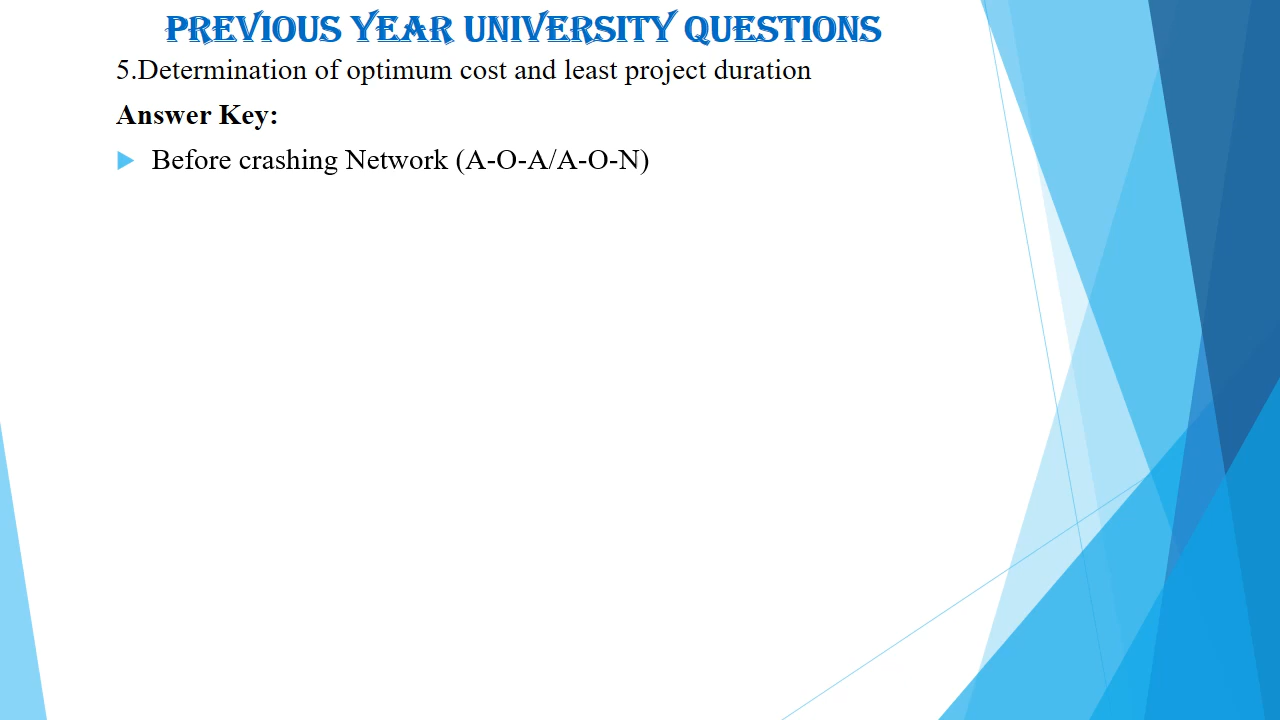 PREVIOUS YEAR UNIVERSITY QUESTIONS
5.Determination of optimum cost and least project duration
Answer Key:
Before crashing Network (A-O-A/A-O-N)